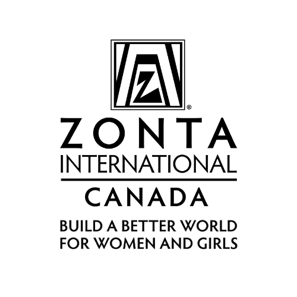 Z
®
ZONTA
INTERNATIONAL
CANADA
BUILD A BETTER WORLD
FOR WOMEN AND GIRLS